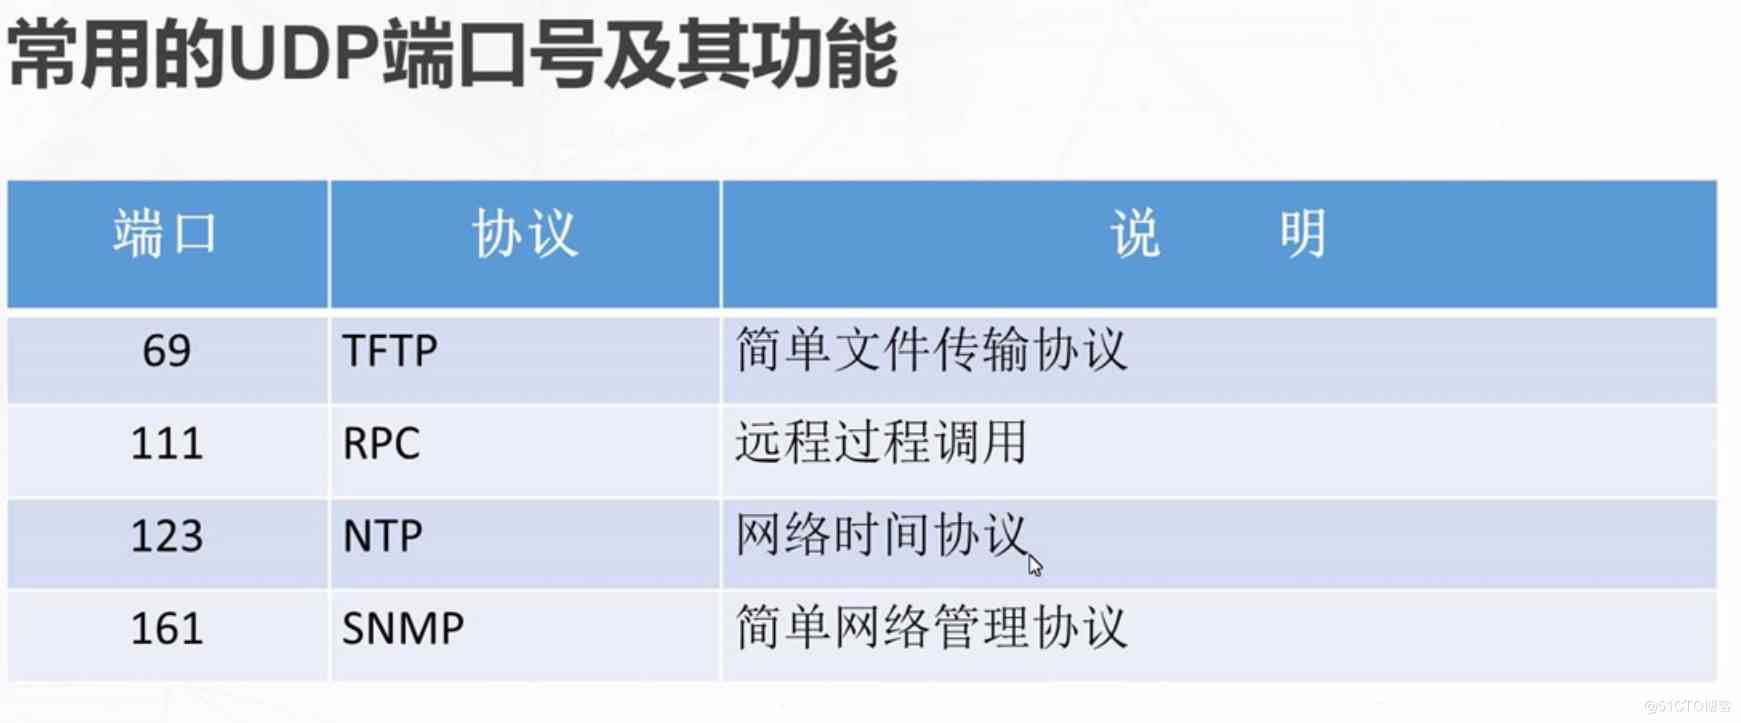 常用的UDP端口号及其功能
端口 协议 说 明
69 TFTP 简单文件传输协议
111 RPC 远程过程调用
123 NTP 网络时间协议
161 SNMP 简单网络管理协议
@51CTO博客